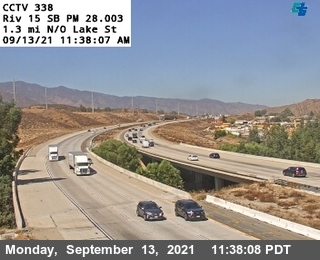 CCTV 338
Riv 15 SB PM 28.003
1.3 mi N/O Lake St
09/13/21 11:38:07 AM
Monday, September 13, 2021 11:38:08 PDT